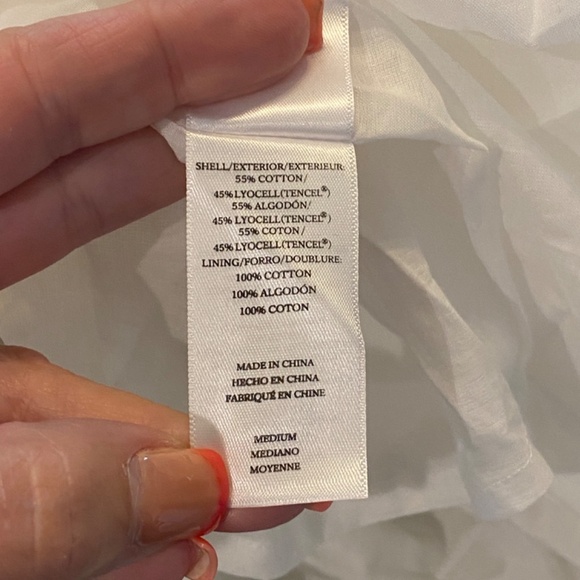 SHELL/EXTERIOR/EXTERIEUR:
55% COTTON/
45% LYOCELL(TENCEL®)
55% ALGODÓN/
45% LYOCELL(TENCEL®)
55% COTON/
45% LYOCELL(TENCEL®)
LINING/FORRO/DOUBLURE:
100% COTTON
100% ALGODÓN
100% COTON
MADE IN CHINA
HECHO EN CHINA
FABRIQUÉ EN CHINE
MEDIUM
MEDIANO
MOYENNE